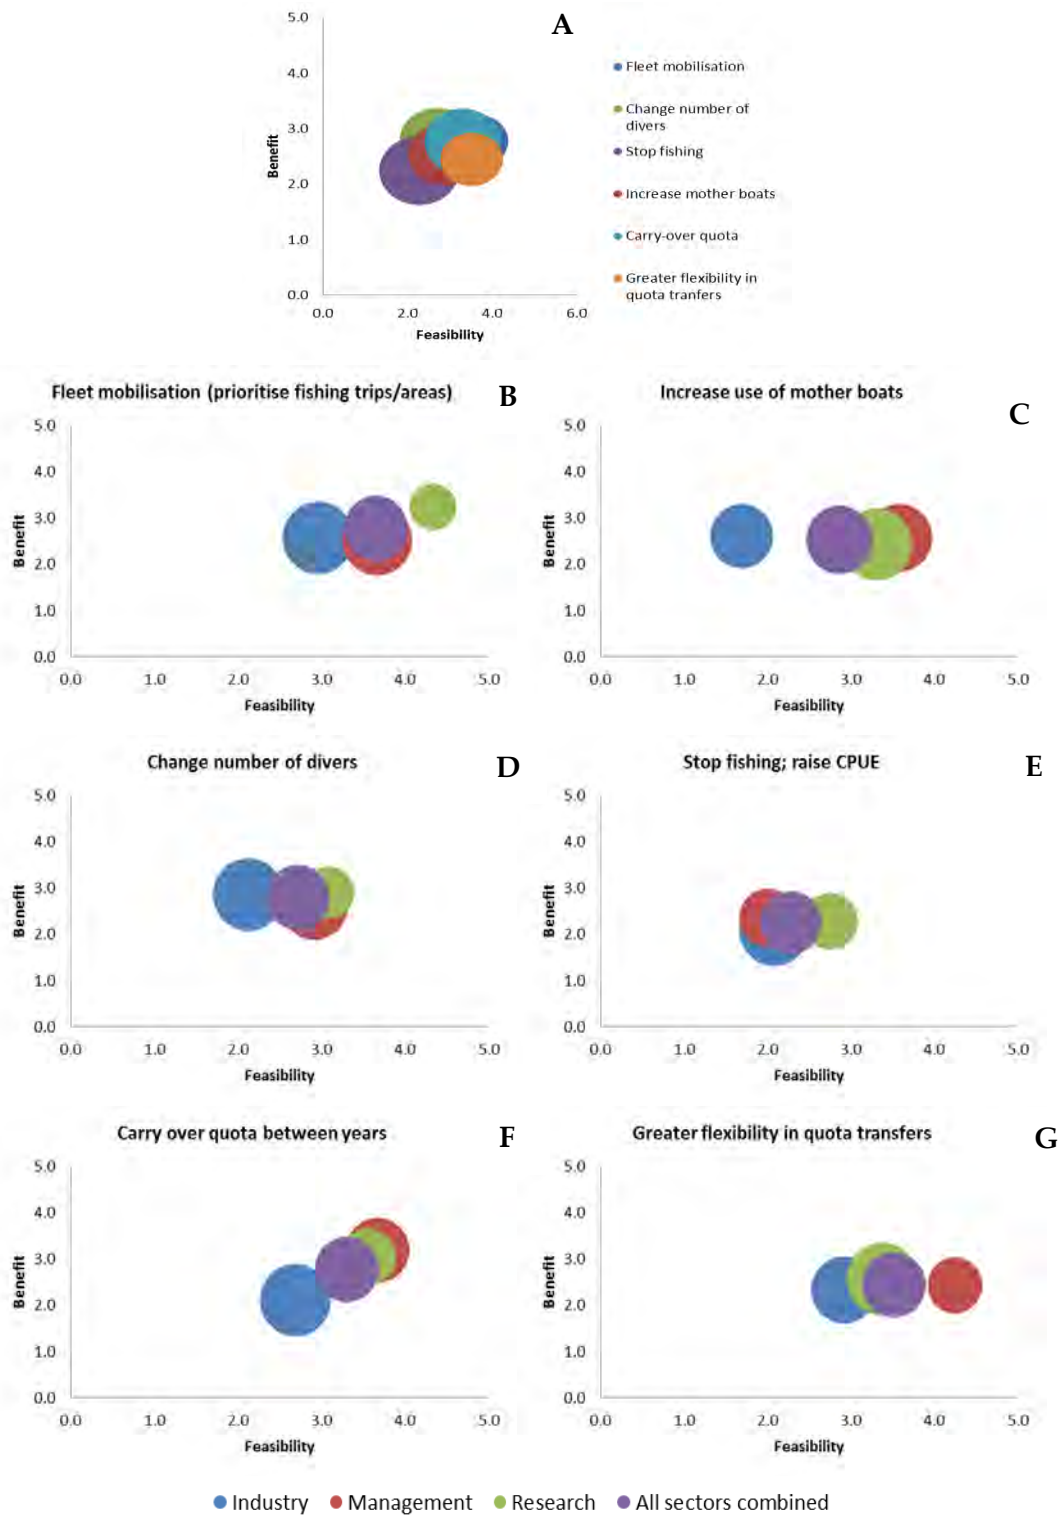 A
5.0
4.0
3.0
2.0
1.0
0.0
Benefit
0.0 2.0 4.0 6.0
Feasibility
Fleet mobilisation
Change number of
divers
Stop fishing
Increase mother boats
Carry-over quota
Greater flexibility in
quota tranfers
Fleet mobilisation (prioritise fishing trips/areas)
B
5.0
4.0
3.0
2.0
1.0
0.0
Benefit
0.0 1.0 2.0 3.0 4.0 5.0
Feasibility
Increase use of mother boats
C
5.0
4.0
3.0
2.0
1.0
0.0
Benefit
0.0 1.0 2.0 3.0 4.0 5.0
Feasibility
Change number of divers
D
5.0
4.0
3.0
2.0
1.0
0.0
Benefit
0.0 1.0 2.0 3.0 4.0 5.0
Feasibility
Stop fishing; raise CPUE
E
5.0
4.0
3.0
2.0
1.0
0.0
Benefit
0.0 1.0 2.0 3.0 4.0 5.0
Feasibility
Carry over quota between years
F
5.0
4.0
3.0
2.0
1.0
0.0
Benefit
0.0 1.0 2.0 3.0 4.0 5.0
Feasibility
Greater flexibility in quota transfers
G
5.0
4.0
3.0
2.0
1.0
0.0
Benefit
0.0 1.0 2.0 3.0 4.0 5.0
Feasibility
Industry Management Research All sectors combined